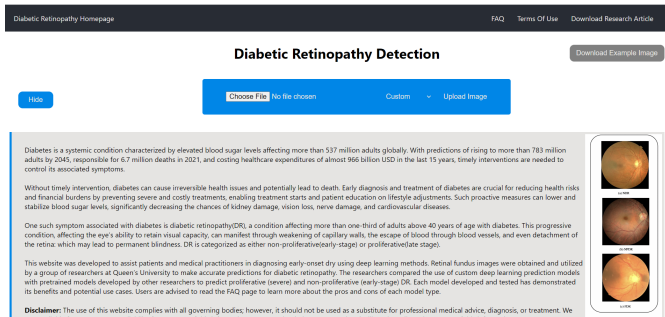 Diabetic Retinopathy Homepage
FAQ Terms Of Use Download Research Article
Diabetic Retinopathy Detection
Download Example Image
Hide
Choose File No file chosen Custom Upload Image
Diabetes is a systemic condition characterized by elevated blood sugar levels affecting more than 537 million adults globally. With predictions of rising to more than 783 million
adults by 2045, responsible for 6.7 million deaths in 2021, and costing healthcare expenditures of almost 966 billion USD in the last 15 years, timely interventions are needed to
control its associated symptoms.
Without timely intervention, diabetes can cause irreversible health issues and potentially lead to death. Early diagnosis and treatment of diabetes are crucial for reducing health risks
and financial burdens by preventing severe and costly treatments, enabling treatment starts and patient education on lifestyle adjustments. Such proactive measures can lower and
stabilize blood sugar levels, significantly decreasing the chances of kidney damage, vision loss, nerve damage, and cardiovascular diseases.
One such symptom associated with diabetes is diabetic retinopathy(DR), a condition affecting more than one-third of adults above 40 years of age with diabetes. This progressive
condition, affecting the eye's ability to retain visual capacity, can manifest through weakening of capillary walls, the escape of blood through blood vessels, and even detachment of
the retina: which may lead to permanent blindness. DR is categorized as either non-proliferative(early-stage) or proliferative(late stage).
This website was developed to assist patients and medical practitioners in diagnosing early-onset dry using deep learning methods. Retinal fundus images were obtained and utilized
by a group of researchers at Queen's University to make accurate predictions for diabetic retinopathy. The researchers compared the use of custom deep learning prediction models
with pretrained models developed by other researchers to predict proliferative (severe) and non-proliferative (early-stage) DR. Each model developed and tested has demonstrated
its benefits and potential use cases. Users are advised to read the FAQ page to learn more about the pros and cons of each model type.
Disclaimer: The use of this website complies with all governing bodies; however, it should not be used as a substitute for professional medical advice, diagnosis, or treatment. We